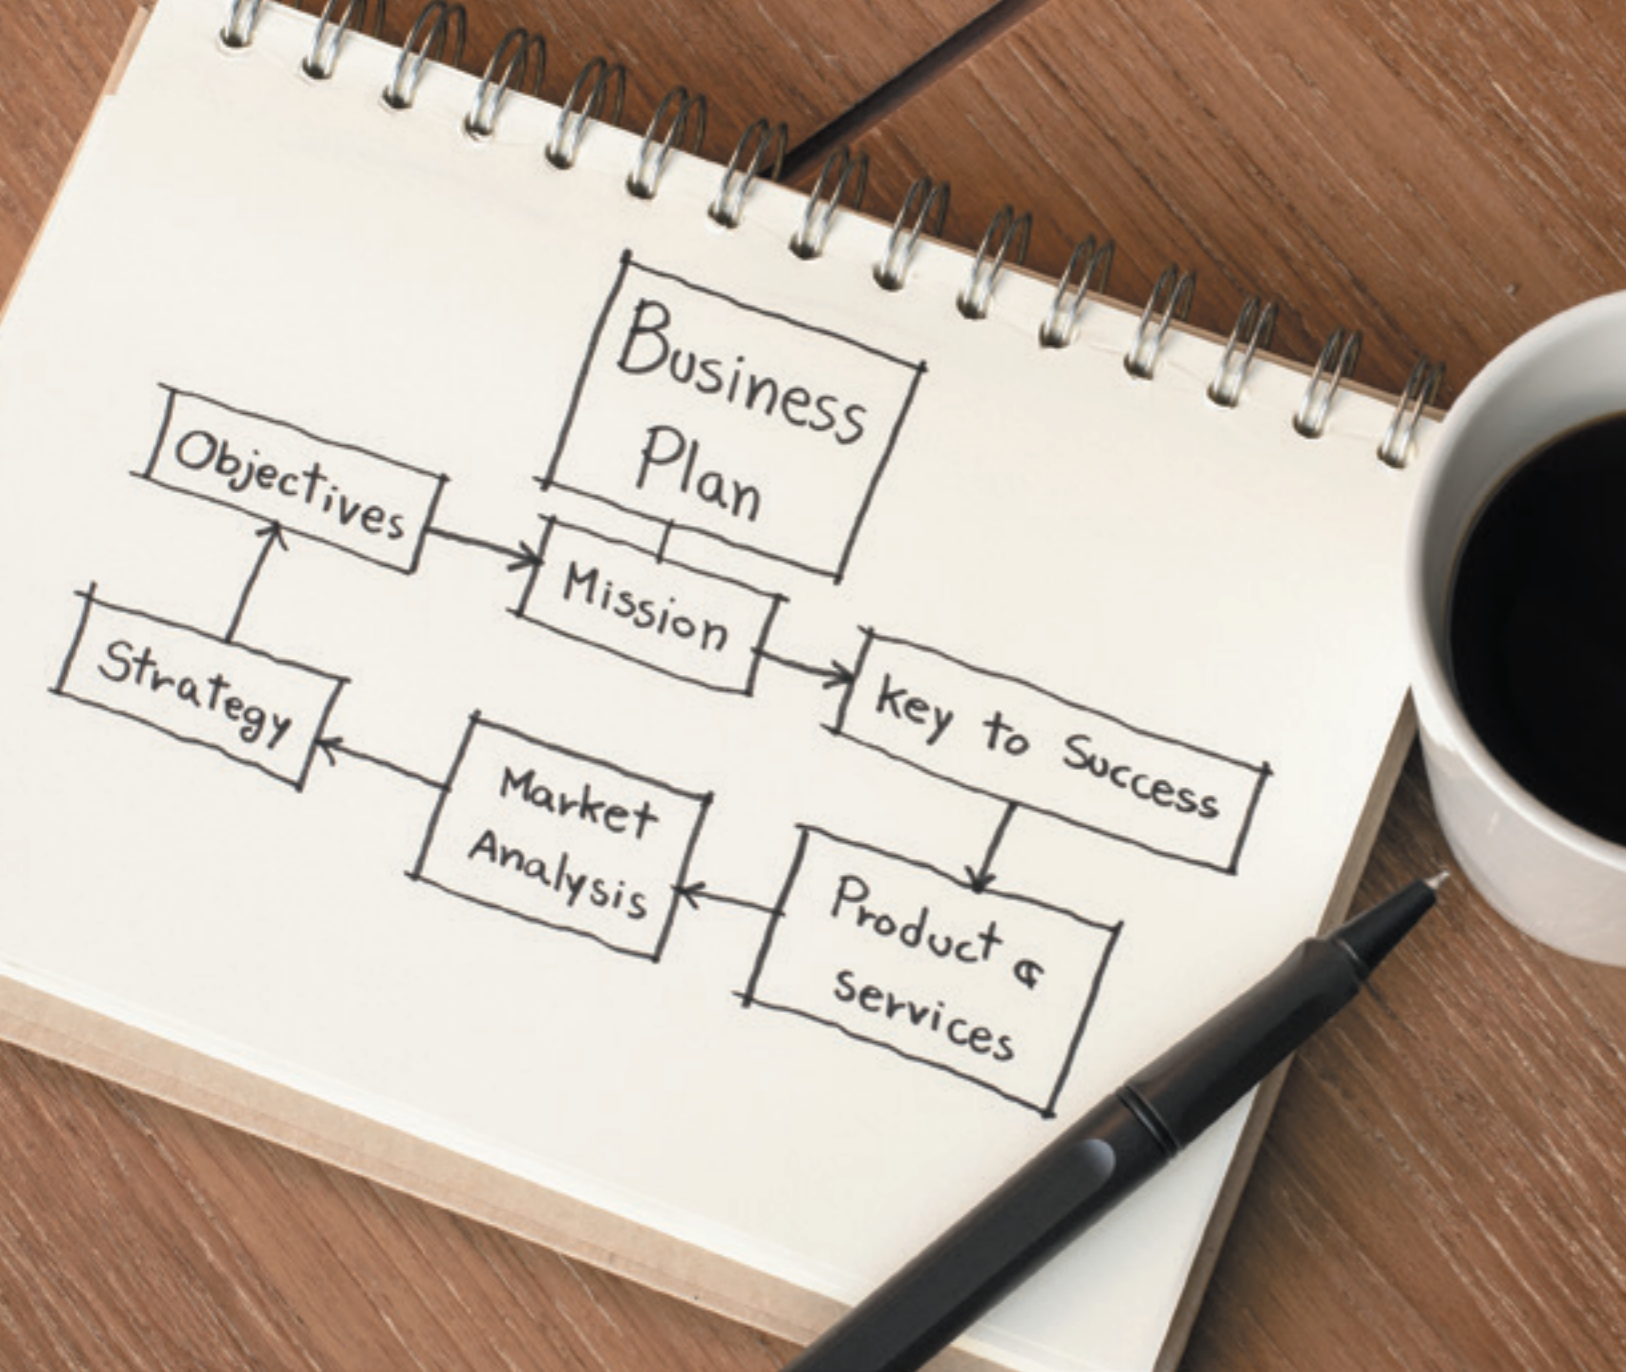 Business
Plan
Objectives
Mission
Key to Success
Strategy
Market
Analysis
Product &
services